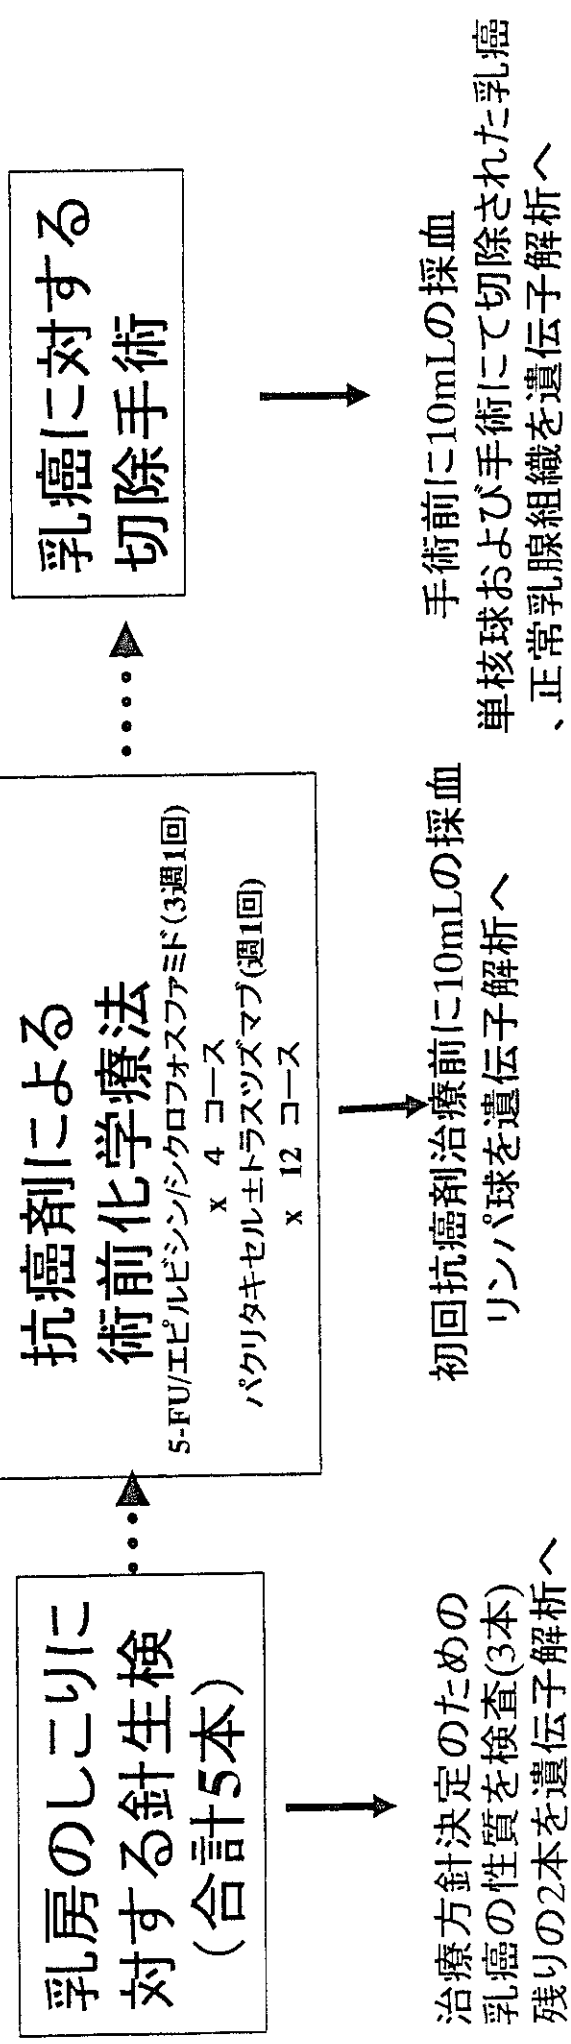 乳房のしこりに
対する針生検
(合計5本)
治療方針決定のための
乳癌の性質を検査(3本)
残りの2本を遺伝子解析へ
抗癌剤による
術前化学療法
5-FU/エピルビシン/シクロフォスファミド(3週1回)
x 4 コース
パクリタキセル±トラスツズマブ(週1回)
x 12 コース
初回抗癌剤治療前に10mLの採血
リンパ球を遺伝子解析へ
乳癌に対する
切除手術
手術前に10mLの採血
単核球および手術にて切除された乳癌
、正常乳腺組織を遺伝子解析へ